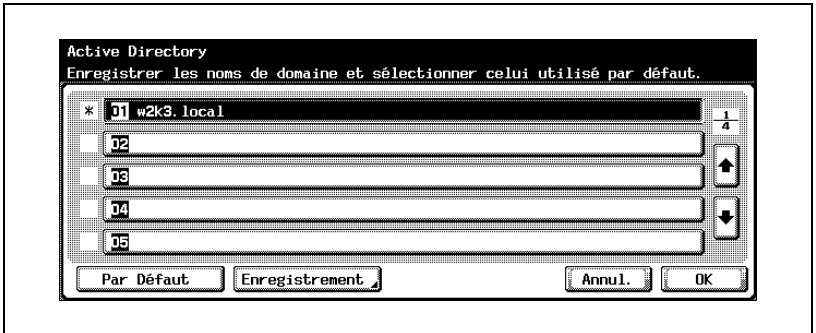 Active Directory
Enregistrer les noms de domaine et sélectionner celui utilisé par défaut.
* 01 w2k3.local
1
4
02
03
04
05
Par Défaut Enregistrement Annul. OK